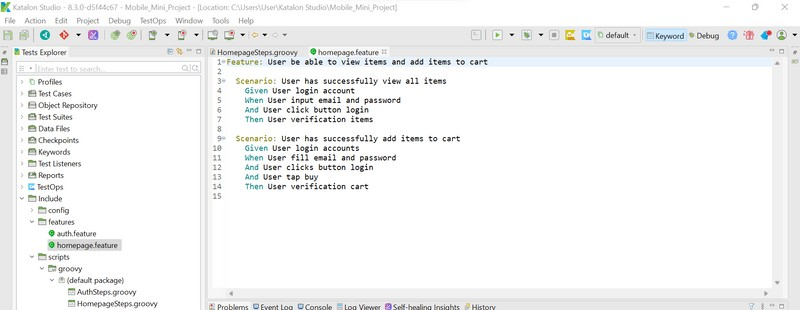 Katalon Studio - 8.3.0-d5f44c67 - Mobile_Mini_Project - [Location: C:\Users\User\Katalon Studio\Mobile_Mini_Project]
File Action Edit Project Debug TestOps Window Tools Help
default Keyword Debug
Tests Explorer
Enter text to search...
Profiles
Test Cases
Object Repository
Test Suites
Data Files
Checkpoints
Keywords
Test Listeners
Reports
TestOps
Include
config
features
auth.feature
homepage.feature
scripts
groovy
(default package)
AuthSteps.groovy
HomepageSteps.groovy
HomepageSteps.groovy homepage.feature
1 Feature: User be able to view items and add items to cart
2
3 Scenario: User has successfully view all items
4 Given User login account
5 When User input email and password
6 And User click button login
7 Then User verification items
8
9 Scenario: User has successfully add items to cart
10 Given User login accounts
11 When User fill email and password
12 And User clicks button login
13 And User tap buy
14 Then User verification cart
15
Problems Event Log Console Log Viewer Self-healing Insights History